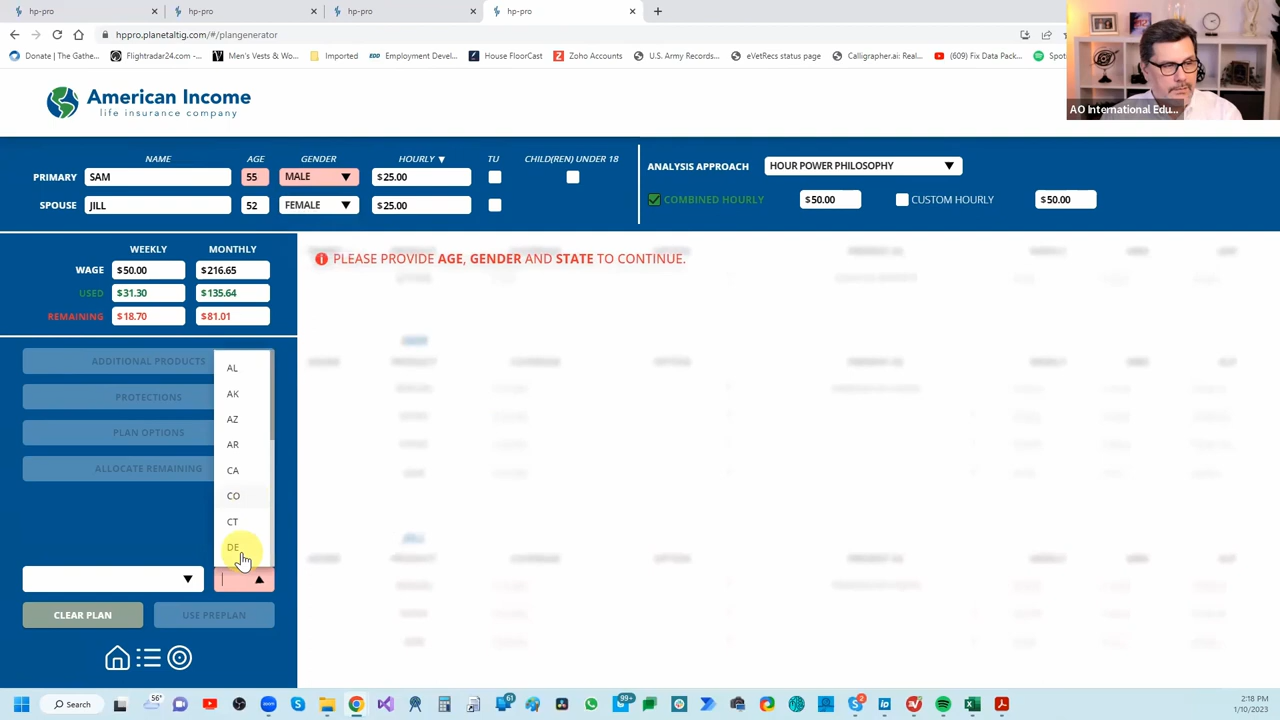 hp-pro
hp-pro
hp-pro
hp-pro
hppro.planetaltig.com/#/plangenerator
Donate | The Gathe...
Flightradar24.com -...
Men's Vests & Wo...
Imported
EDD Employment Devel...
House FloorCast
Zoho Accounts
U.S. Army Records...
eVetRecs status page
Calligrapher.ai: Real...
(609) Fix Data Pack...
AO International Edu...
American Income
life insurance company
NAME AGE GENDER HOURLY ▼ TU CHILD(REN) UNDER 18
PRIMARY SAM 55 MALE $25.00
SPOUSE JILL 52 FEMALE $25.00
ANALYSIS APPROACH HOUR POWER PHILOSOPHY
COMBINED HOURLY $50.00 CUSTOM HOURLY $50.00
WEEKLY MONTHLY
WAGE $50.00 $216.65
USED $31.30 $135.64
REMAINING $18.70 $81.01
PLEASE PROVIDE AGE, GENDER AND STATE TO CONTINUE.
ADDITIONAL PRODUCTS
PROTECTIONS
PLAN OPTIONS
ALLOCATE REMAINING
AL
AK
AZ
AR
CA
CO
CT
DE
CLEAR PLAN
USE PREPLAN
Search
56°
61
99+
2
2:18 PM
1/10/2023